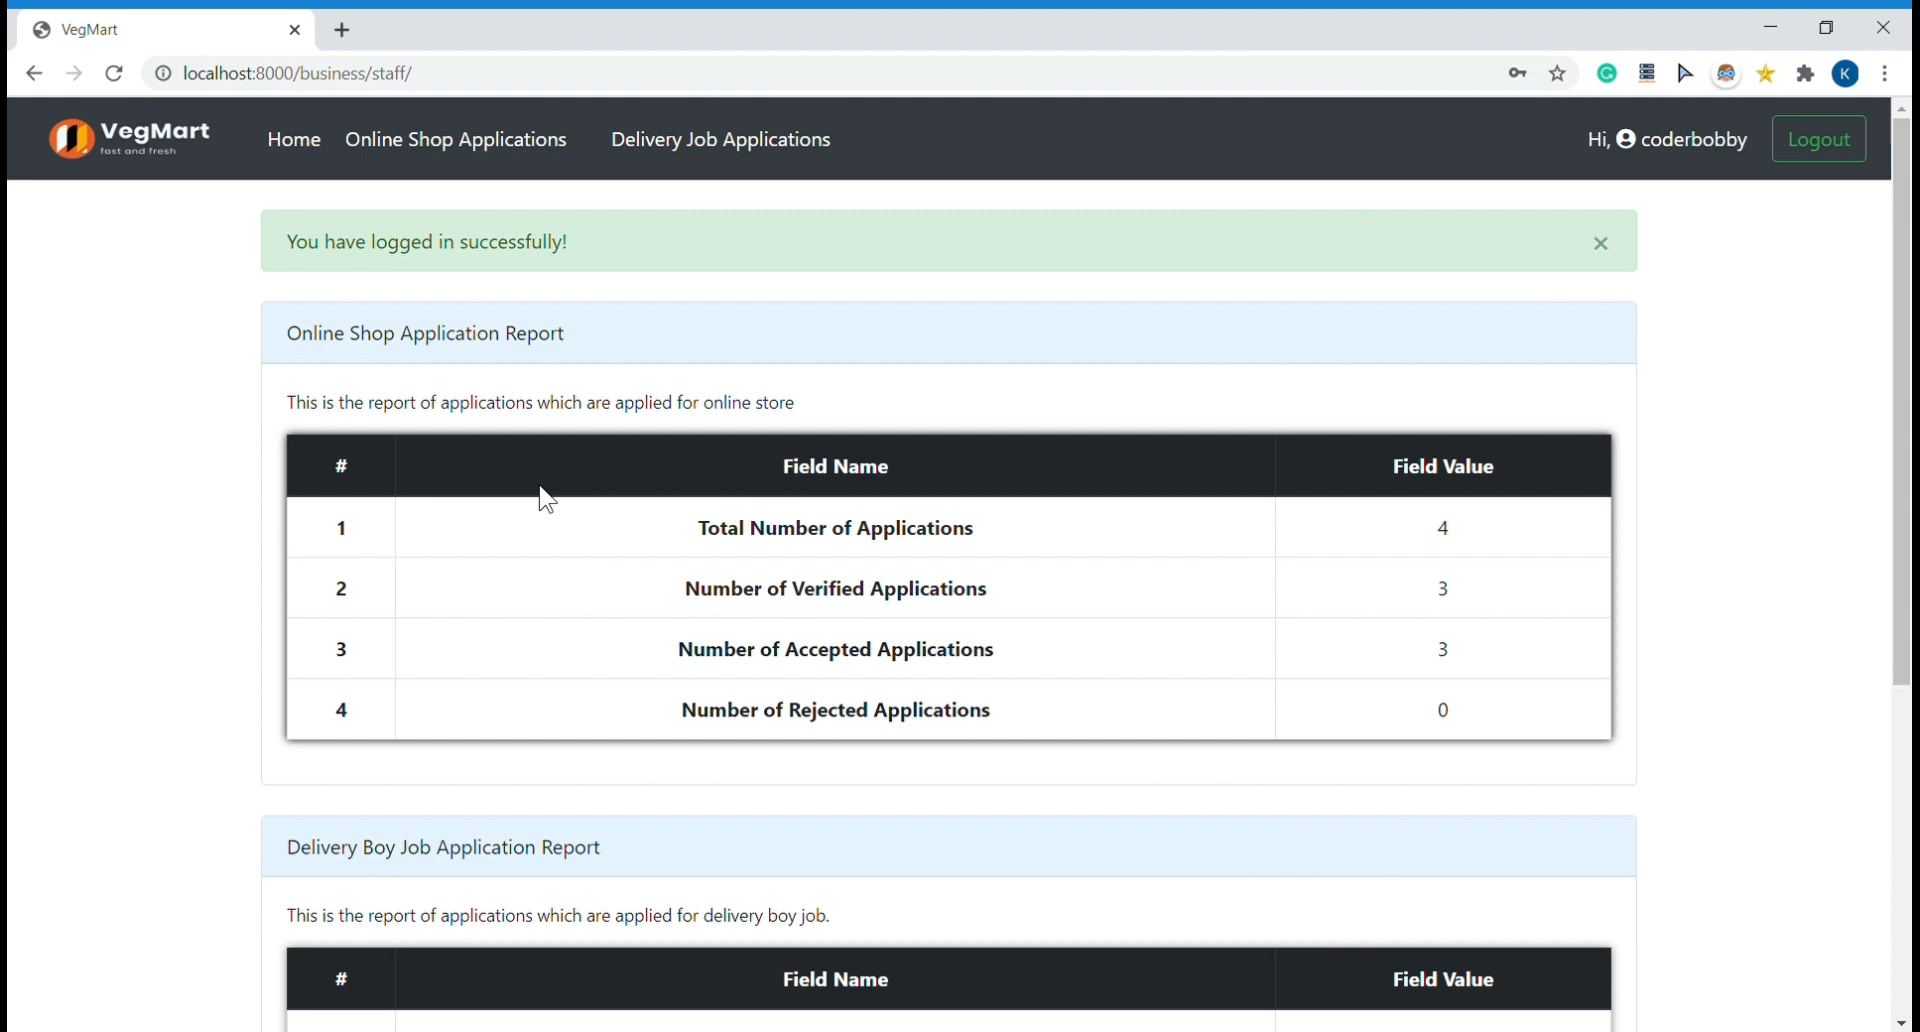 VegMart
localhost:8000/business/staff/
K
VegMart
fast and fresh
Home
Online Shop Applications
Delivery Job Applications
Hi, coderbobby
Logout
You have logged in successfully!
×
Online Shop Application Report
This is the report of applications which are applied for online store
# Field Name Field Value
1 Total Number of Applications 4
2 Number of Verified Applications 3
3 Number of Accepted Applications 3
4 Number of Rejected Applications 0
Delivery Boy Job Application Report
This is the report of applications which are applied for delivery boy job.
# Field Name Field Value